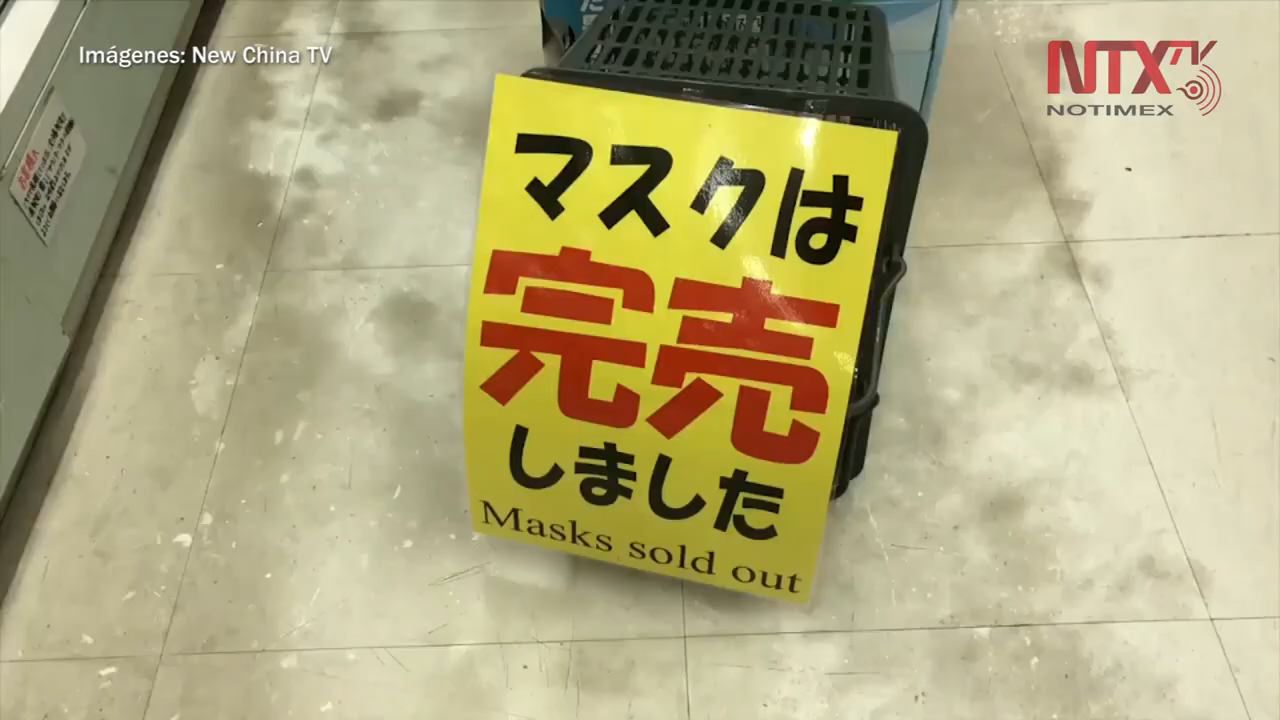 Imágenes: New China TV
NTX TV
NOTIMEX
マスクは
完売
しました
Masks sold out